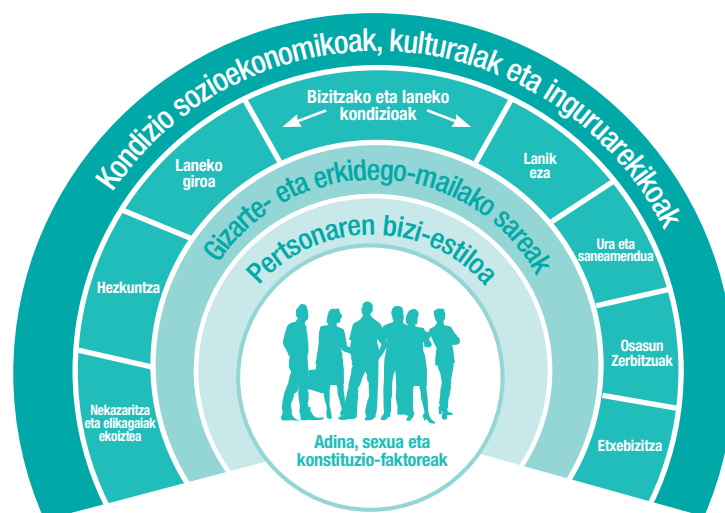 Kondizio sozioekonomikoak, kulturalak eta inguruarekikoak
Bizitzako eta laneko
kondizioak
Laneko
giroa
Lanik
eza
Hezkuntza
Ura eta
saneamendua
Nekazaritza
eta elikagaiak
ekoiztea
Osasun
Zerbitzuak
Etxebizitza
Gizarte- eta erkidego-mailako sareak
Pertsonaren bizi-estiloa
Adina, sexua eta
konstituzio-faktoreak